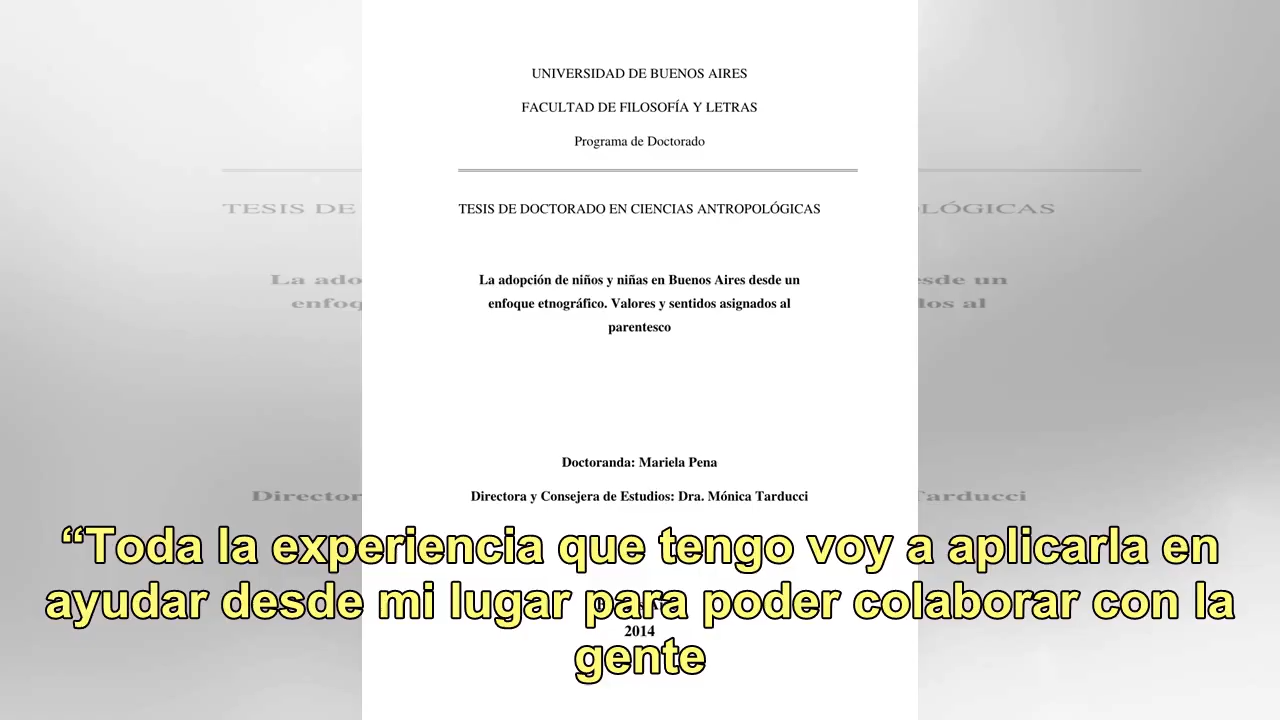 UNIVERSIDAD DE BUENOS AIRES
FACULTAD DE FILOSOFÍA Y LETRAS
Programa de Doctorado
TESIS DE DOCTORADO EN CIENCIAS ANTROPOLÓGICAS
La adopción de niños y niñas en Buenos Aires desde un
enfoque etnográfico. Valores y sentidos asignados al
parentesco
Doctoranda: Mariela Pena
Directora y Consejera de Estudios: Dra. Mónica Tarducci
2014
“Toda la experiencia que tengo voy a aplicarla en
ayudar desde mi lugar para poder colaborar con la
gente